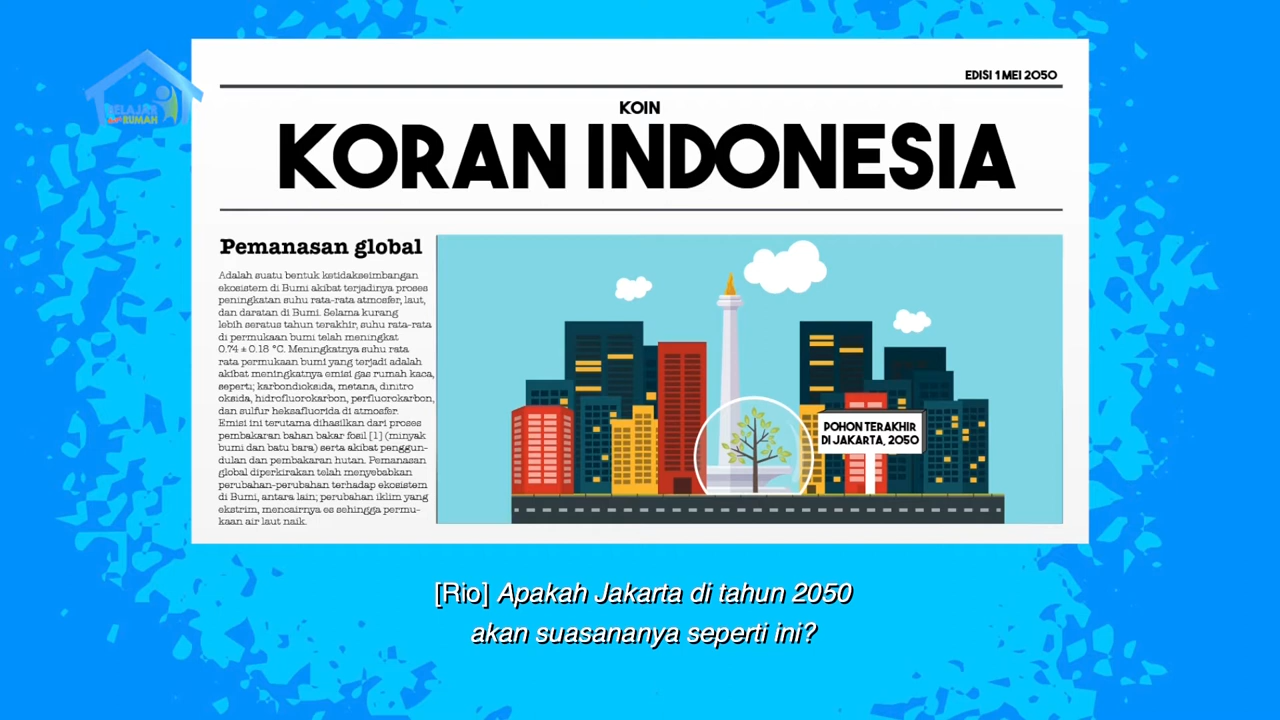 BELAJAR
RUMAH
EDISI 1 MEI 2050
KOIN
KORAN INDONESIA
Pemanasan global
Adalah suatu bentuk ketidakseimbangan
ekosistem di Bumi akibat terjadinya proses
peningkatan suhu rata-rata atmosfer, laut,
dan daratan di Bumi. Selama kurang
lebih seratus tahun terakhir, suhu rata-rata
di permukaan bumi telah meningkat
0.74 ± 0.18 °C. Meningkatnya suhu rata
rata permukaan bumi yang terjadi adalah
akibat meningkatnya emisi gas rumah kaca,
seperti; karbondioksida, metana, dinitro
oksida, hidrofluorokarbon, perfluorokarbon,
dan sulfur heksafluorida di atmosfer.
Emisi ini terutama dihasilkan dari proses
pembakaran bahan bakar fosil [1] (minyak
bumi dan batu bara) serta akibat penggun-
dulan dan pembakaran hutan. Pemanasan
global diperkirakan telah menyebabkan
perubahan-perubahan terhadap ekosistem
di Bumi, antara lain; perubahan iklim yang
ekstrim, mencairnya es sehingga permu-
kaan air laut naik.
POHON TERAKHIR
DI JAKARTA, 2050
[Rio] Apakah Jakarta di tahun 2050
akan suasananya seperti ini?